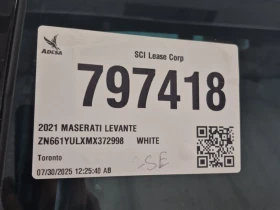 ADESA
SCI Lease Corp
797418
2021 MASERATI LEVANTE
ZN661YULXMX372998 WHITE
Toronto
-SE
07/30/2025 12:25:40 AB